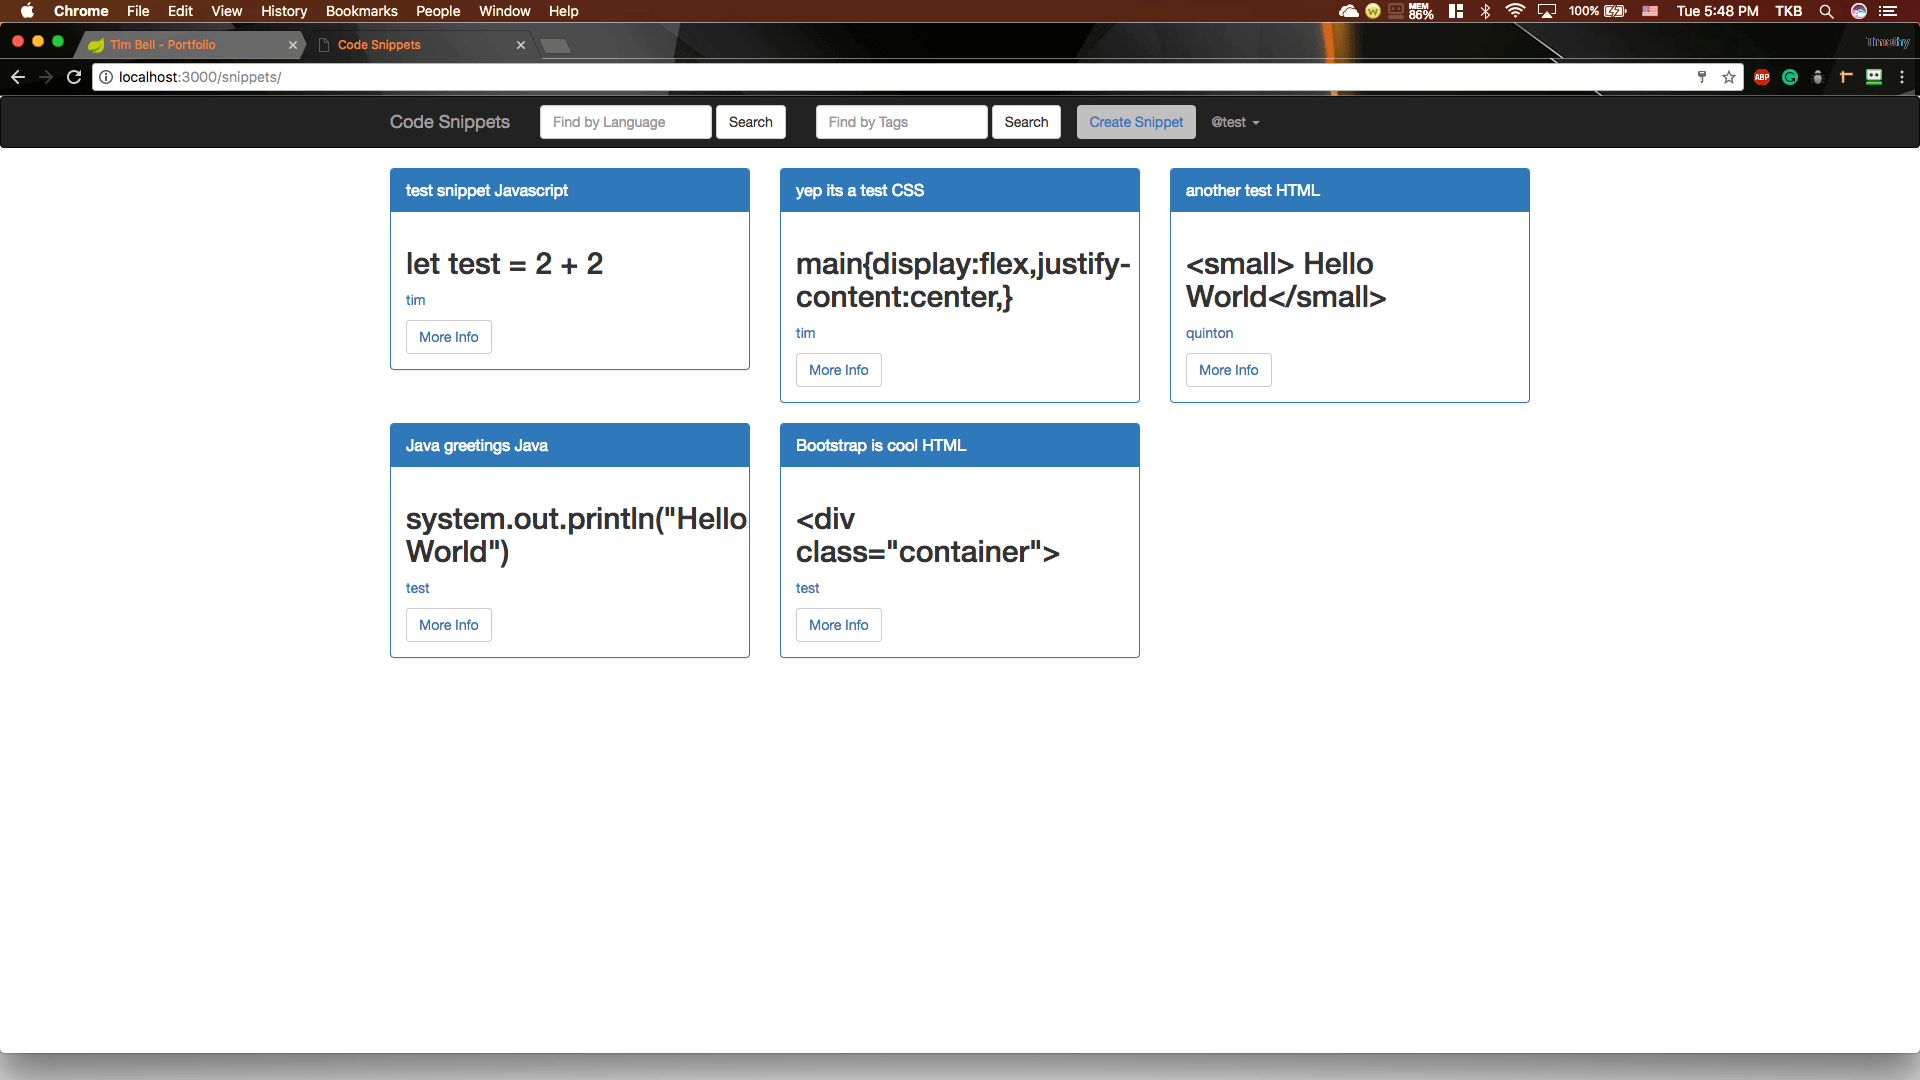 Chrome File Edit View History Bookmarks People Window Help
MEM 86% 100% Tue 5:48 PM TKB
Tim Bell - Portfolio
Code Snippets
Timothy
localhost:3000/snippets/
ABP
Code Snippets Find by Language Search Find by Tags Search Create Snippet @test
test snippet Javascript
let test = 2 + 2
tim
More Info
yep its a test CSS
main{display:flex,justify-
content:center,}
tim
More Info
another test HTML
<small> Hello
World</small>
quinton
More Info
Java greetings Java
system.out.println("Hello
World")
test
More Info
Bootstrap is cool HTML
<div
class="container">
test
More Info